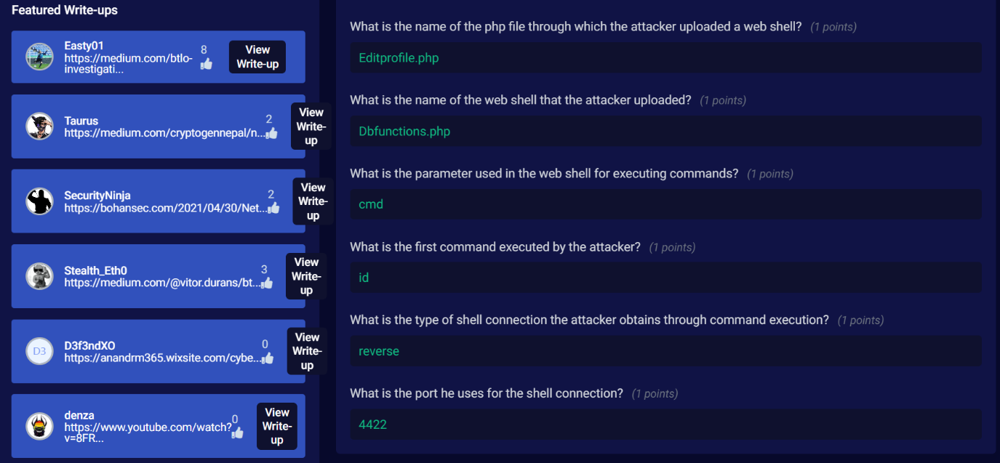 Featured Write-ups
Easty01
https://medium.com/btlo-
investigati...
8
View
Write-up
Taurus
https://medium.com/cryptogennepal/n...
2
View
Write-
up
SecurityNinja
https://bohansec.com/2021/04/30/Net...
2
View
Write-
up
Stealth_Eth0
https://medium.com/@vitor.durans/bt...
3
View
Write-
up
D3
D3f3ndXO
https://anandrm365.wixsite.com/cybe...
0
View
Write-
up
denza
https://www.youtube.com/watch?
v=8FR...
0
View
Write-
up
What is the name of the php file through which the attacker uploaded a web shell? (1 points)
Editprofile.php
What is the name of the web shell that the attacker uploaded? (1 points)
Dbfunctions.php
What is the parameter used in the web shell for executing commands? (1 points)
cmd
What is the first command executed by the attacker? (1 points)
id
What is the type of shell connection the attacker obtains through command execution? (1 points)
reverse
What is the port he uses for the shell connection? (1 points)
4422